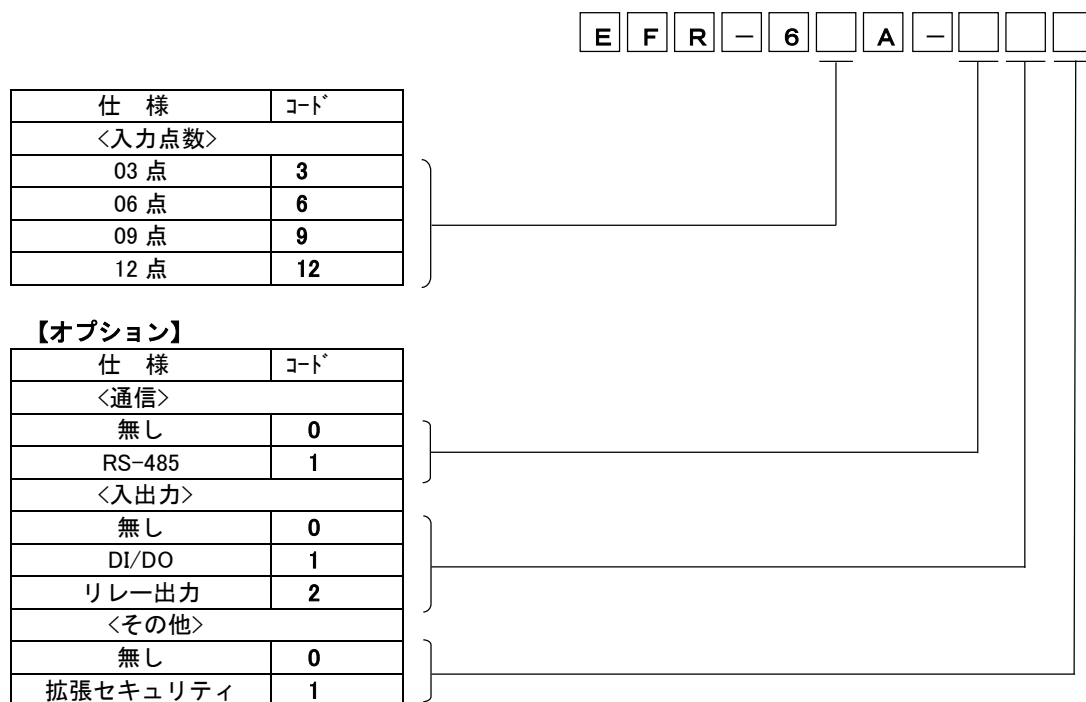 EFR-6 A-
仕 様 コード
<入力点数>
03 点 3
06 点 6
09 点 9
12 点 12
【オプション】
仕 様 コード
<通信>
無し 0
RS-485 1
<入出力>
無し 0
DI/DO 1
リレー出力 2
<その他>
無し 0
拡張セキュリティ 1